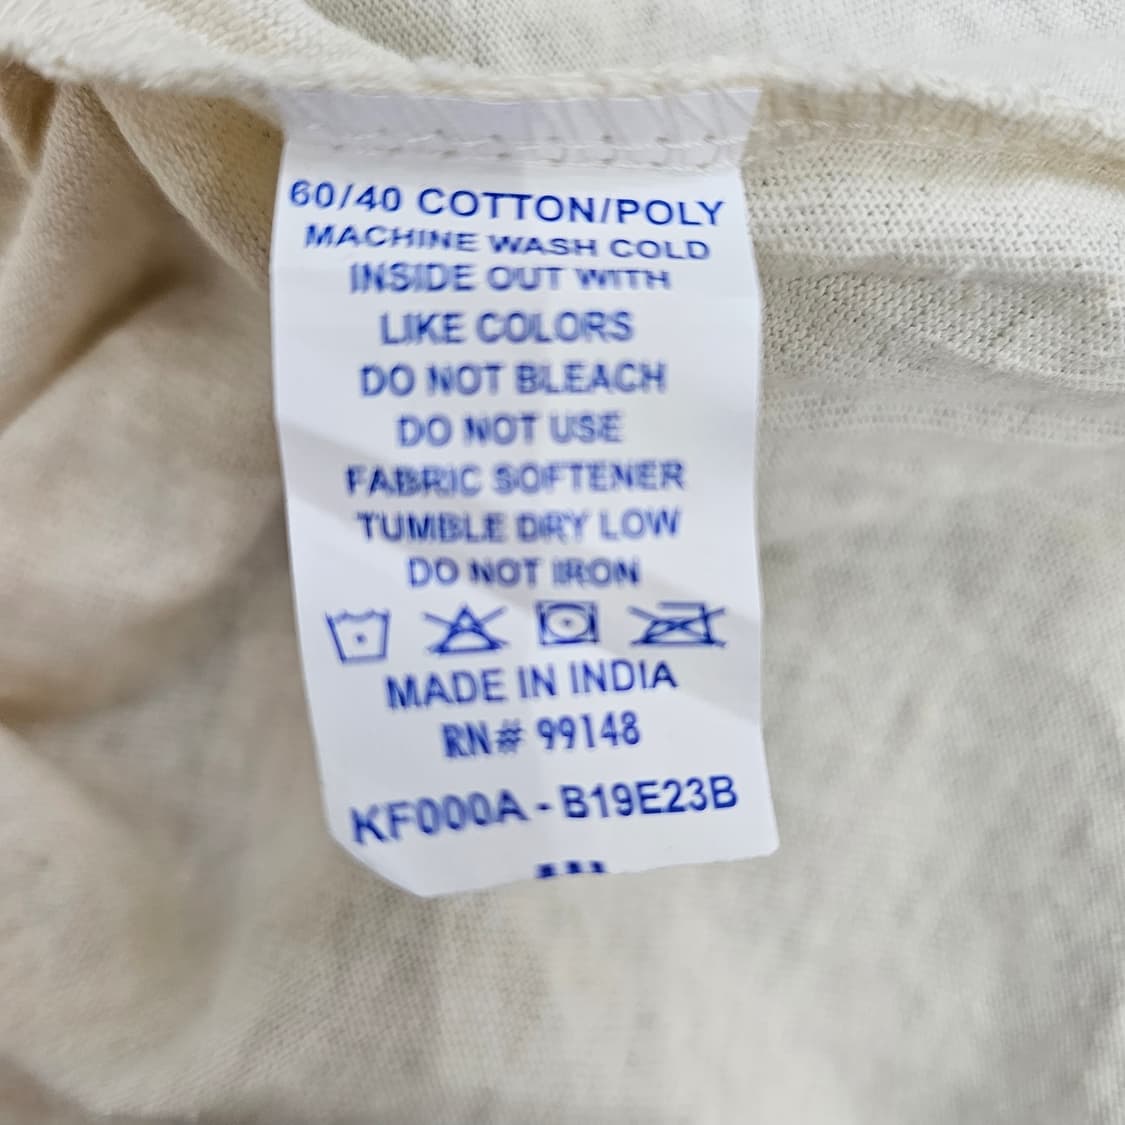 60/40 COTTON/POLY
MACHINE WASH COLD
INSIDE OUT WITH
LIKE COLORS
DO NOT BLEACH
DO NOT USE
FABRIC SOFTENER
TUMBLE DRY LOW
DO NOT IRON
MADE IN INDIA
RN# 99148
KF000A - B19E23B